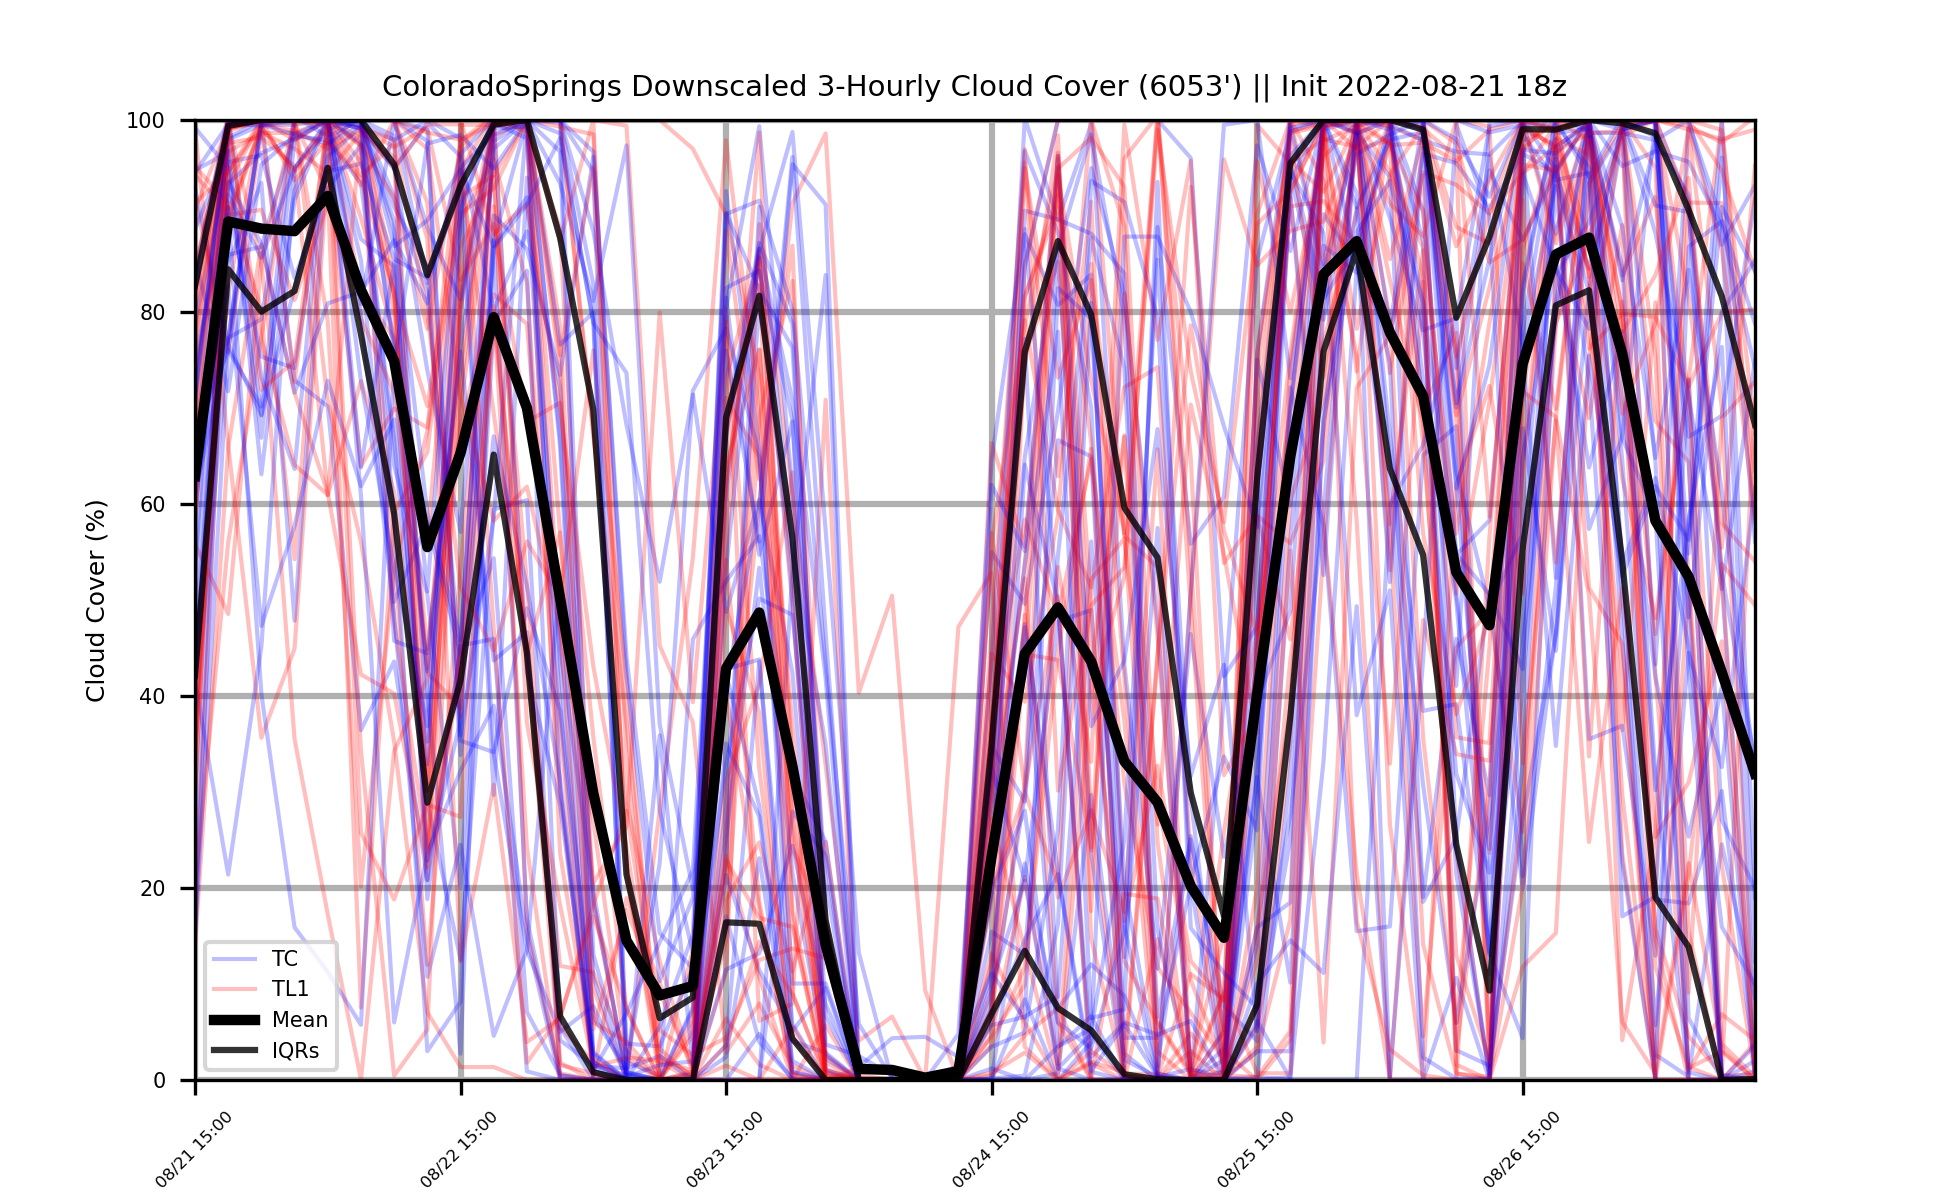 ColoradoSprings Downscaled 3-Hourly Cloud Cover (6053') || Init 2022-08-21 18z
Cloud Cover (%)
100
80
60
40
20
0
TC
TL1
Mean
IQRs
08/21 15:00
08/22 15:00
08/23 15:00
08/24 15:00
08/25 15:00
08/26 15:00